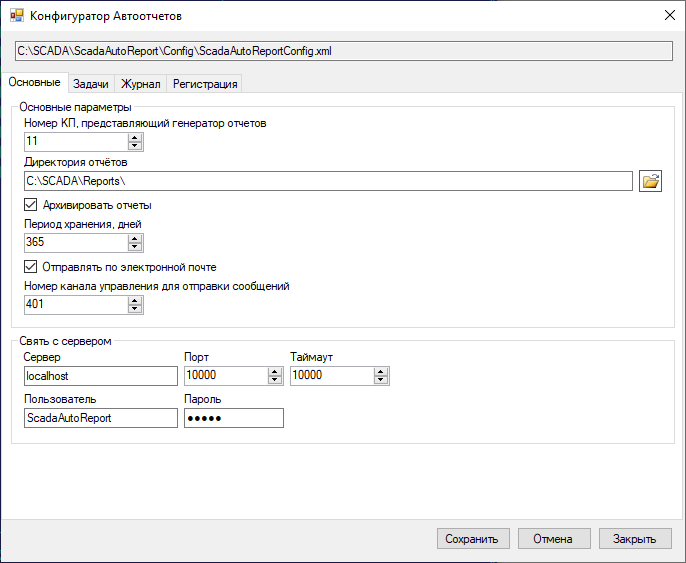 Конфигуратор Автоотчетов
C:\SCADA\ScadaAutoReport\Config\ScadaAutoReportConfig.xml
Основные Задачи Журнал Регистрация
Основные параметры
Номер КП, представляющий генератор отчетов
11
Директория отчётов
C:\SCADA\Reports\
Архивировать отчеты
Период хранения, дней
365
Отправлять по электронной почте
Номер канала управления для отправки сообщений
401
Связь с сервером
Сервер Порт Таймаут
localhost 10000 10000
Пользователь Пароль
ScadaAutoReport •••••
Сохранить Отмена Закрыть